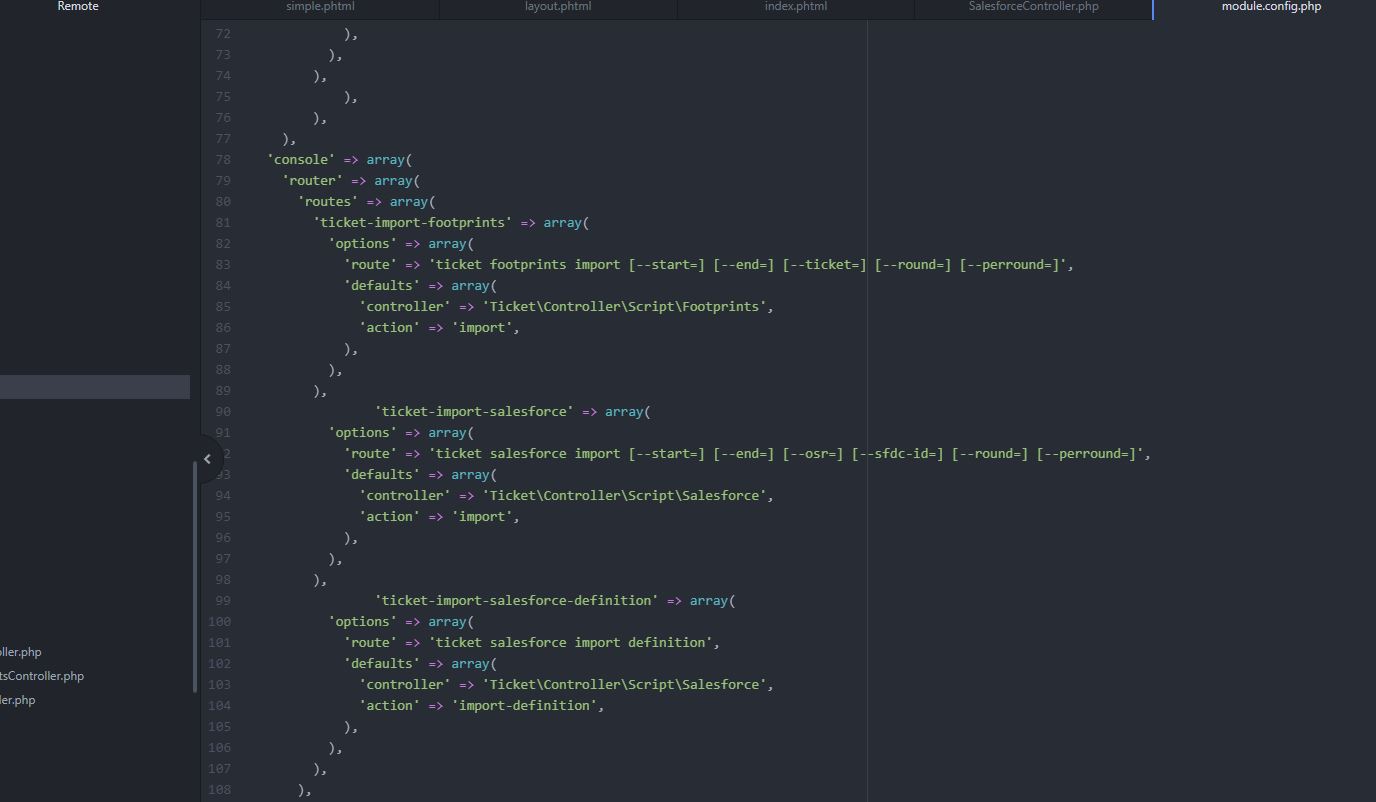 Remote
simple.phtml
layout.phtml
index.phtml
SalesforceController.php
module.config.php
72 ),
73 ),
74 ),
75 ),
76 ),
77 ),
78 'console' => array(
79 'router' => array(
80 'routes' => array(
81 'ticket-import-footprints' => array(
82 'options' => array(
83 'route' => 'ticket footprints import [--start=] [--end=] [--ticket=] [--round=] [--perround=]',
84 'defaults' => array(
85 'controller' => 'Ticket\Controller\Script\Footprints',
86 'action' => 'import',
87 ),
88 ),
89 ),
90 'ticket-import-salesforce' => array(
91 'options' => array(
2 'route' => 'ticket salesforce import [--start=] [--end=] [--osr=] [--sfdc-id=] [--round=] [--perround=]',
93 'defaults' => array(
94 'controller' => 'Ticket\Controller\Script\Salesforce',
95 'action' => 'import',
96 ),
97 ),
98 ),
99 'ticket-import-salesforce-definition' => array(
100 'options' => array(
101 'route' => 'ticket salesforce import definition',
102 'defaults' => array(
103 'controller' => 'Ticket\Controller\Script\Salesforce',
104 'action' => 'import-definition',
105 ),
106 ),
107 ),
108 ),
oller.php
tsController.php
ler.php